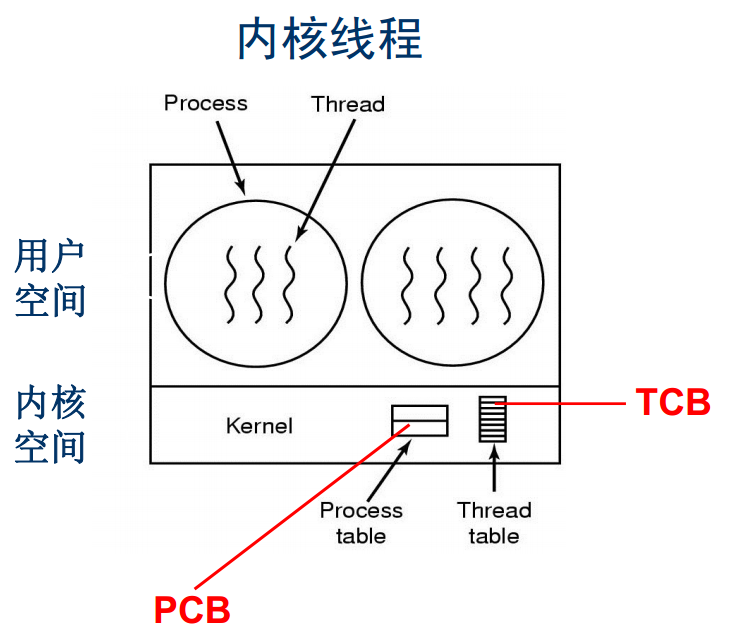 内核线程
Process
Thread
用户
空间
内核
空间
Kernel
TCB
Process
table
Thread
table
PCB